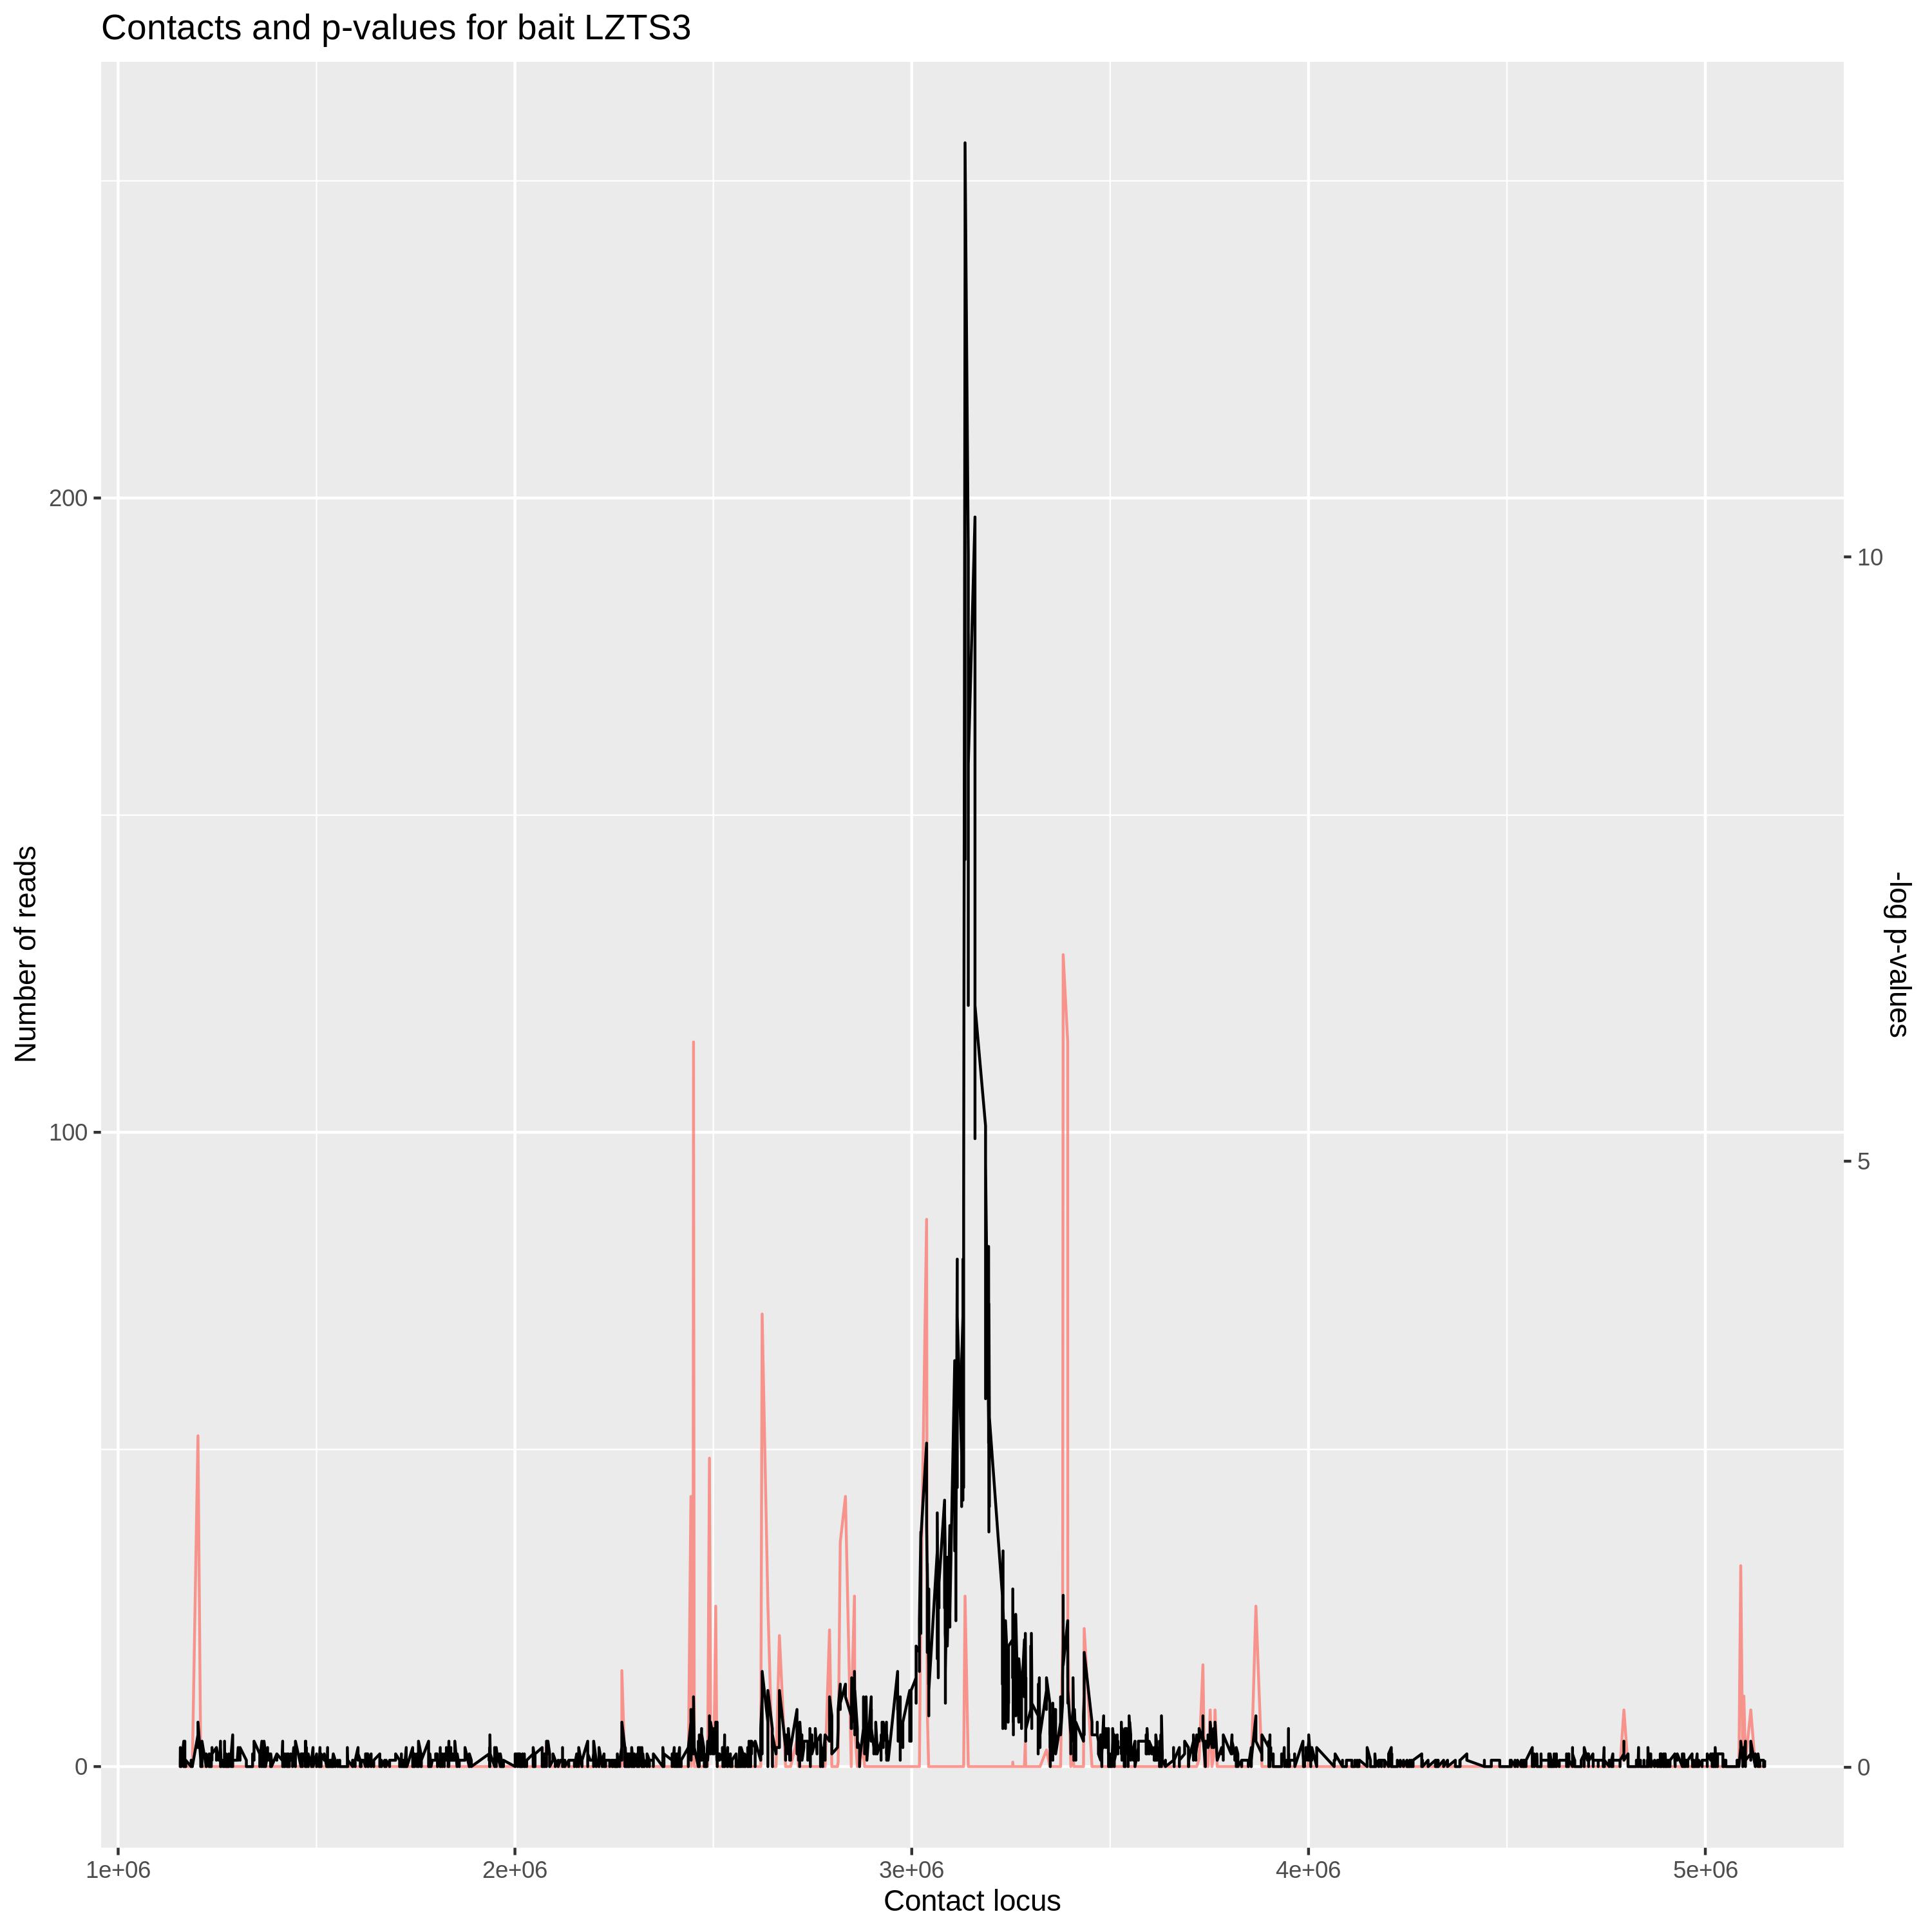 Contacts and p-values for bait LZTS3
Number of reads
200
100
0
10
5
0
-log p-values
1e+06
2e+06
3e+06
4e+06
5e+06
Contact locus